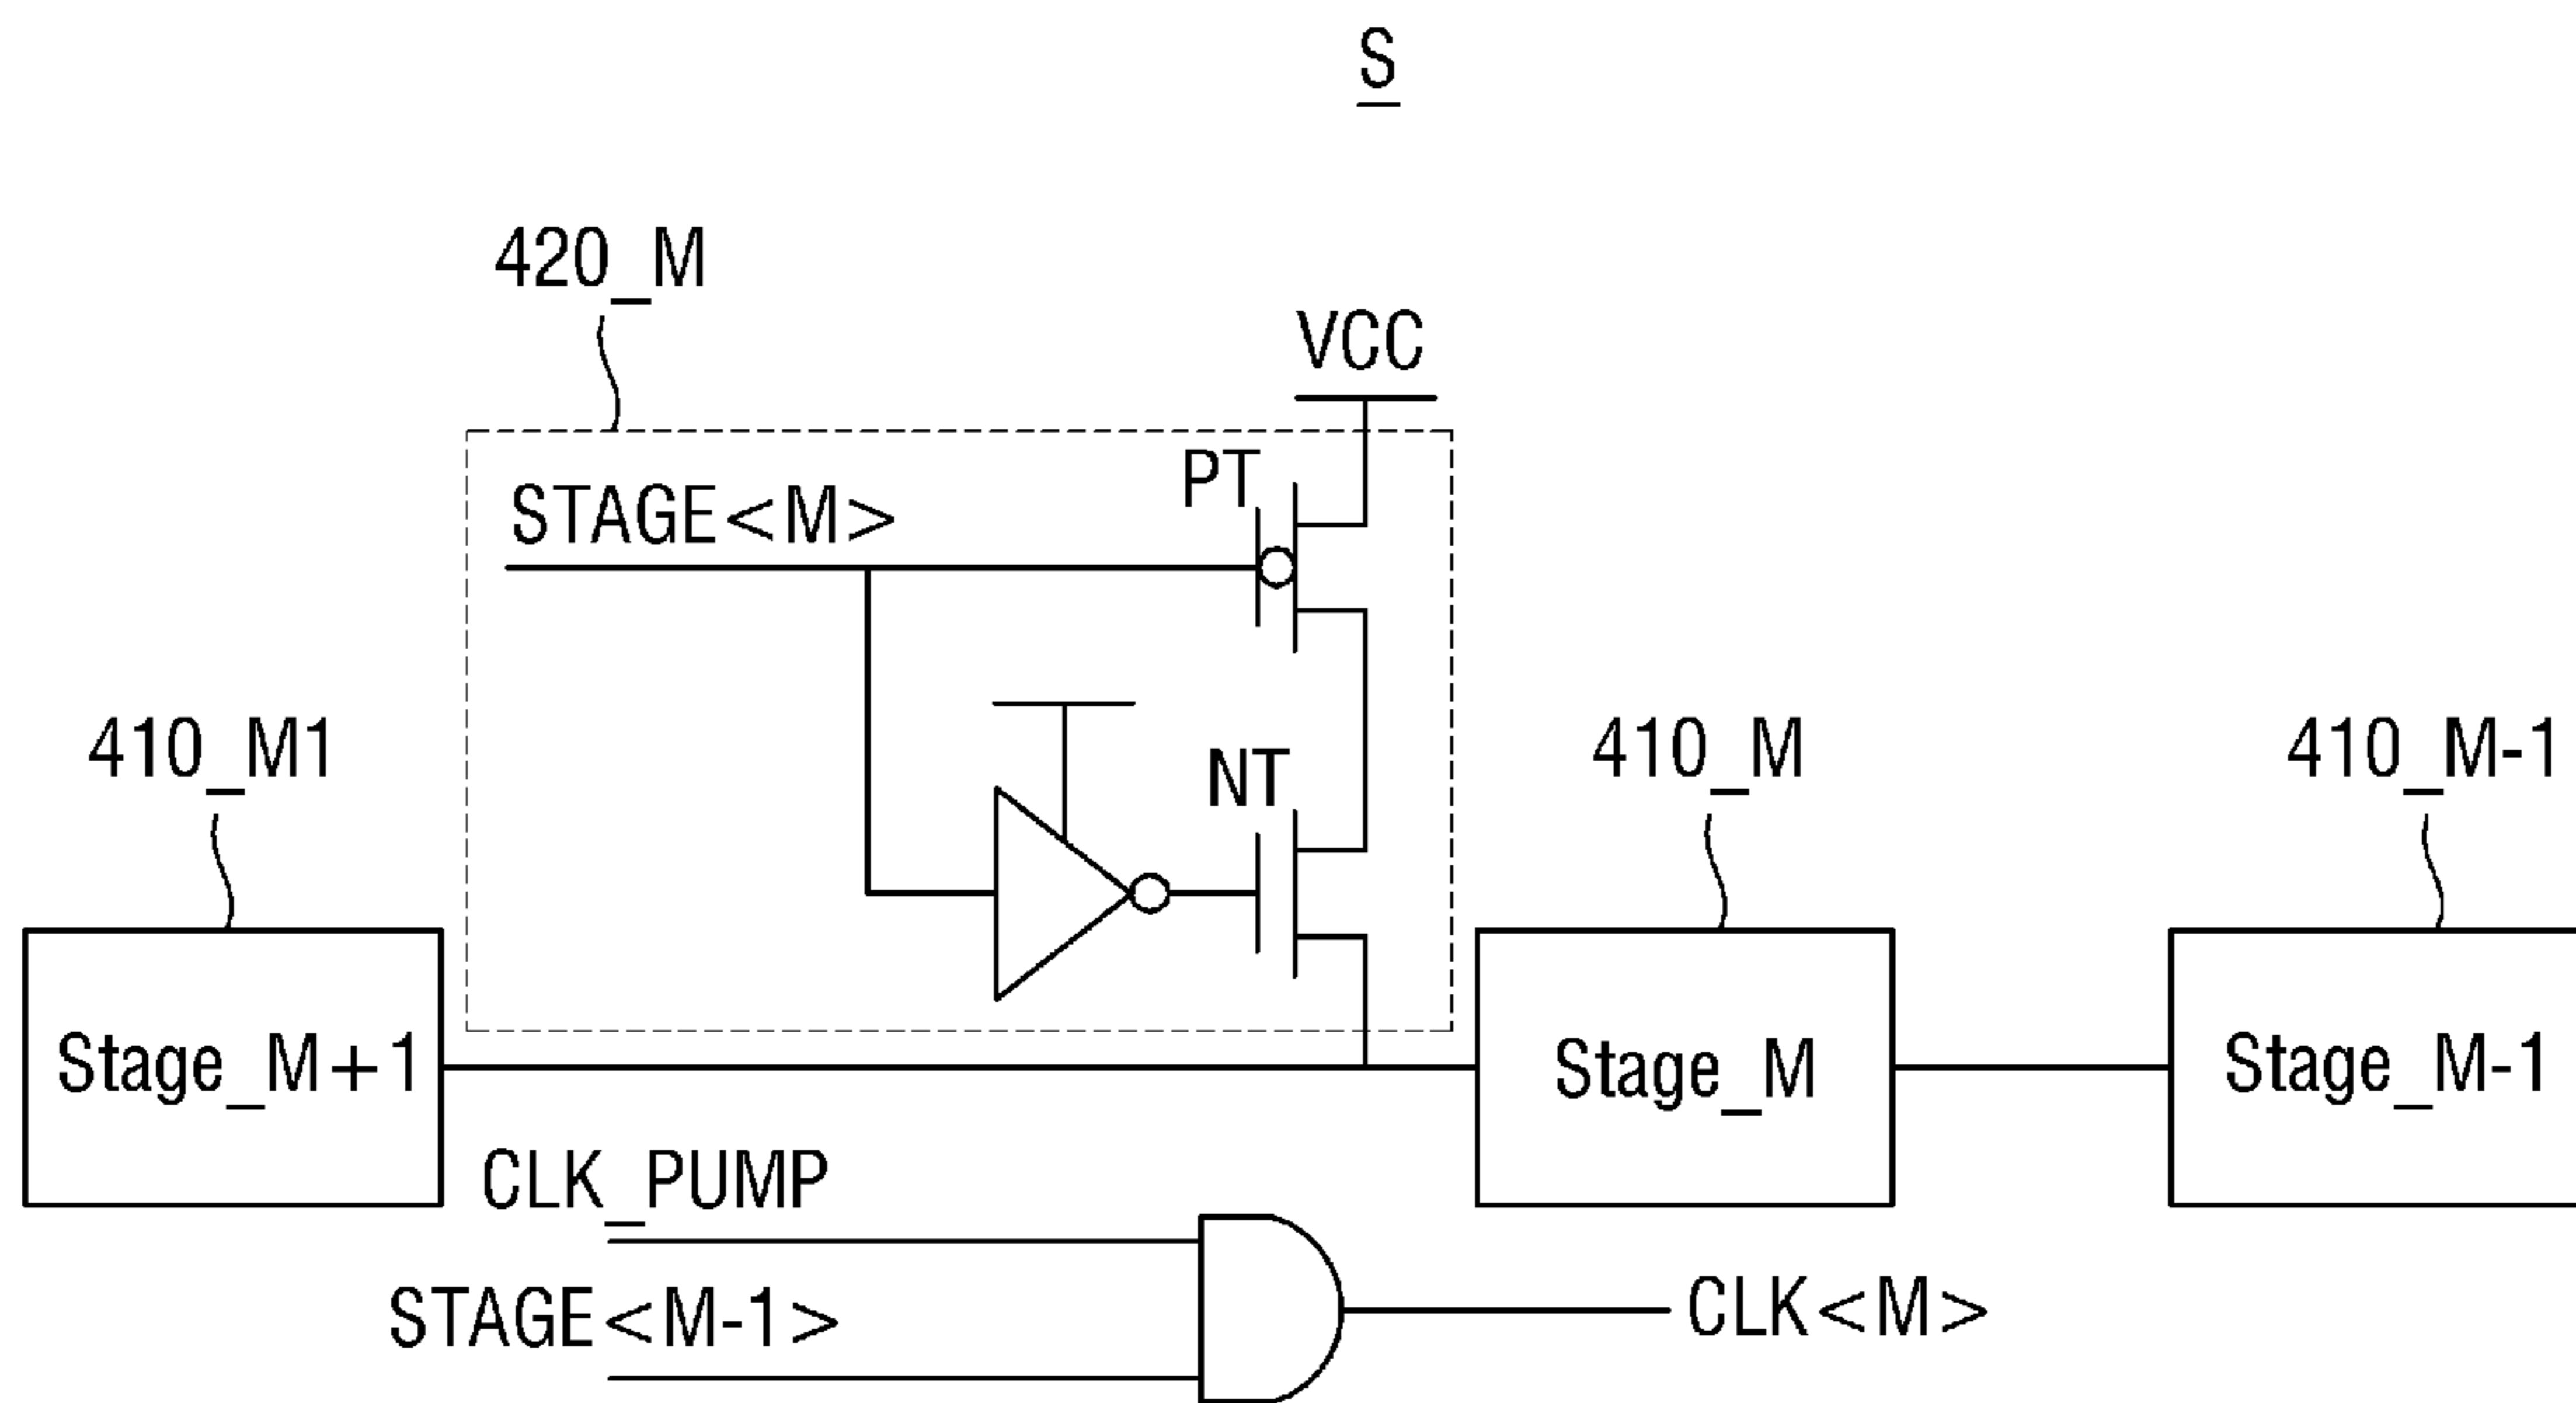 S
420_M
VCC
PT
STAGE<M>
410_M1
NT
410_M
410_M-1
Stage_M+1
Stage_M
Stage_M-1
CLK_PUMP
STAGE<M-1>
CLK<M>